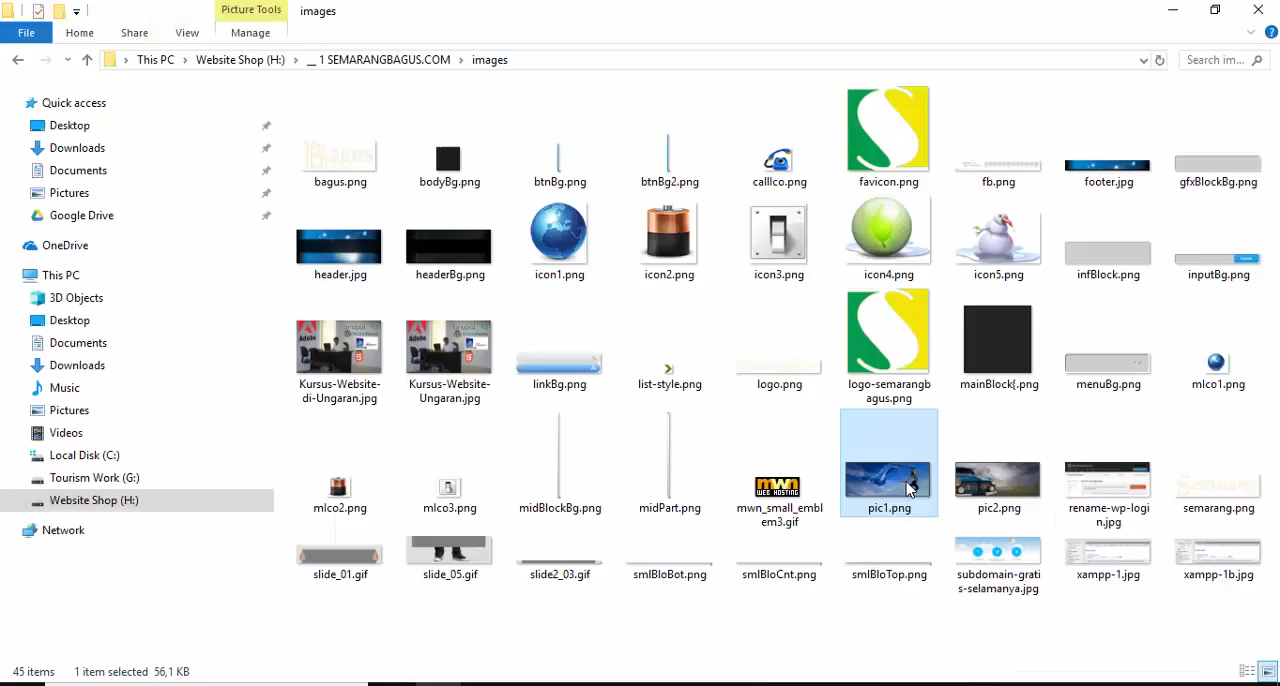 Picture Tools
images
File
Home
Share
View
Manage
This PC
Website Shop (H:)
__ 1 SEMARANGBAGUS.COM
images
Search im...
Quick access
Desktop
Downloads
Documents
Pictures
Google Drive
OneDrive
This PC
3D Objects
Desktop
Documents
Downloads
Music
Pictures
Videos
Local Disk (C:)
Tourism Work (G:)
Website Shop (H:)
Network
bagus.png
bodyBg.png
btnBg.png
btnBg2.png
callIco.png
favicon.png
fb.png
footer.jpg
gfxBlockBg.png
header.jpg
headerBg.png
icon1.png
icon2.png
icon3.png
icon4.png
icon5.png
infBlock.png
inputBg.png
Kursus-Website-
di-Ungaran.jpg
Kursus-Website-
Ungaran.jpg
linkBg.png
list-style.png
logo.png
logo-semarangb
agus.png
mainBlock{.png
menuBg.png
mIco1.png
mIco2.png
mIco3.png
midBlockBg.png
midPart.png
mwn
WEB HOSTING
mwn_small_embl
em3.gif
pic1.png
pic2.png
rename-wp-logi
n.jpg
semarang.png
slide_01.gif
slide_05.gif
slide2_03.gif
smlBloBot.png
smlBloCnt.png
smlBloTop.png
subdomain-grati
s-selamanya.jpg
xampp-1.jpg
xampp-1b.jpg
45 items
1 item selected 56,1 KB